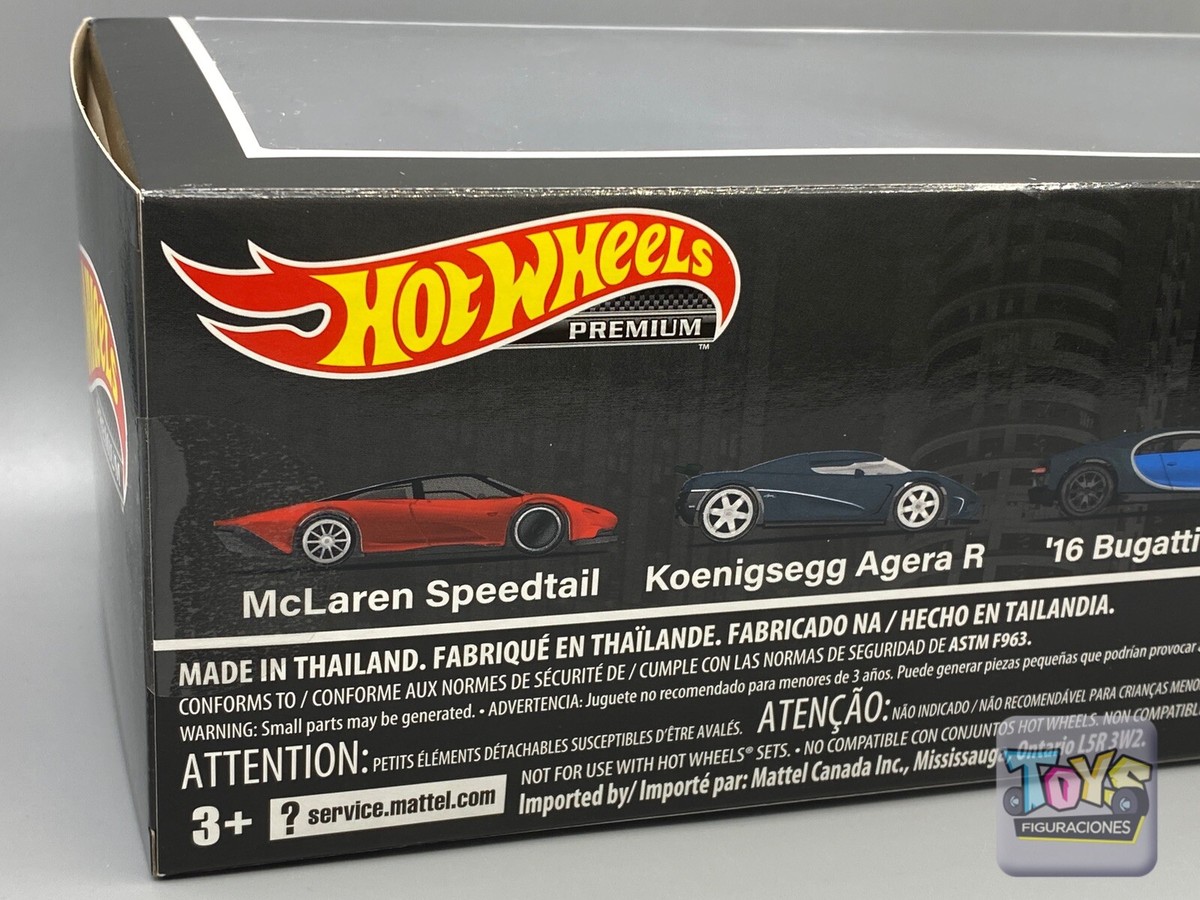 HOT WHEELS
PREMIUM
TM
McLaren Speedtail
Koenigsegg Agera R
'16 Bugatti
MADE IN THAILAND. FABRIQUÉ EN THAÏLANDE. FABRICADO NA / HECHO EN TAILANDIA.
CONFORMS TO / CONFORME AUX NORMES DE SÉCURITÉ DE / CUMPLE CON LAS NORMAS DE SEGURIDAD DE ASTM F963.
WARNING: Small parts may be generated. • ADVERTENCIA: Juguete no recomendado para menores de 3 años. Puede generar piezas pequeñas que podrían provocar
ATTENTION: PETITS ÉLÉMENTS DÉTACHABLES SUSCEPTIBLES D'ÊTRE AVALÉS. ATENÇÃO: NÃO INDICADO / NÃO RECOMENDÁVEL PARA CRIANÇAS MENO
NOT FOR USE WITH HOT WHEELS® SETS. • NO COMPATIBLE CON CONJUNTOS HOT WHEELS. NON COMPATIBLE
3+ ? service.mattel.com Imported by/ Importé par: Mattel Canada Inc., Mississauga, Ontario L5R 3W2.
TOYS
FIGURACIONES